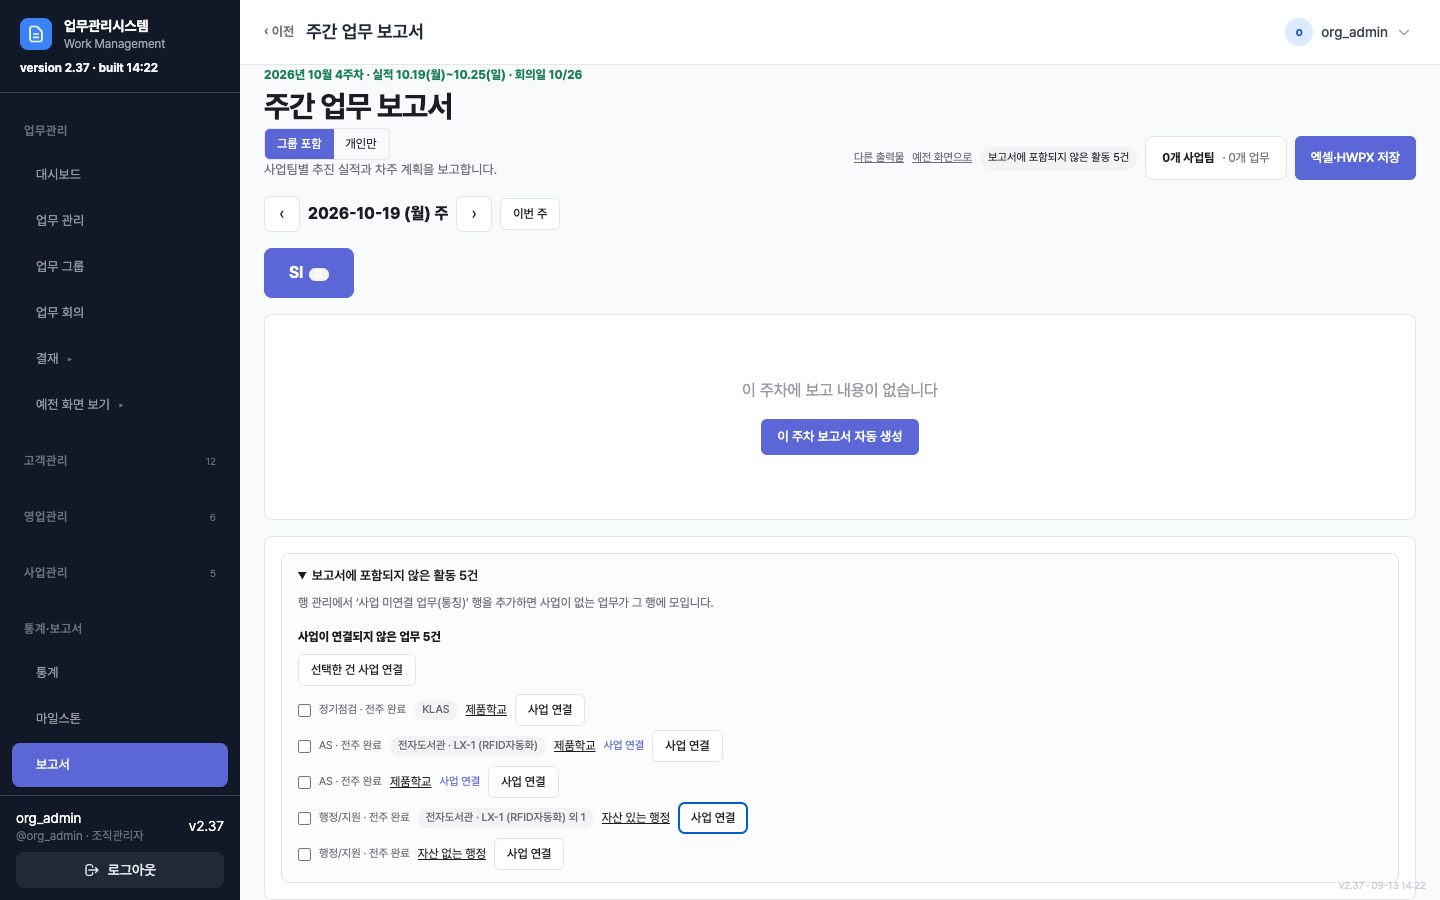 업무관리시스템
Work Management
version 2.37 · built 14:22
업무관리
대시보드
업무 관리
업무 그룹
업무 회의
결재 ▸
예전 화면 보기 ▸
고객관리 12
영업관리 6
사업관리 5
통계·보고서
통계
마일스톤
보고서
org_admin
@org_admin · 조직관리자
v2.37
로그아웃
‹ 이전 주간 업무 보고서
o org_admin
2026년 10월 4주차 · 실적 10.19(월)~10.25(일) · 회의일 10/26
주간 업무 보고서
그룹 포함 개인만
사업팀별 추진 실적과 차주 계획을 보고합니다.
다른 출력물 예전 화면으로 보고서에 포함되지 않은 활동 5건 0개 사업팀 · 0개 업무 엑셀·HWPX 저장
‹ 2026-10-19 (월) 주 › 이번 주
SI
이 주차에 보고 내용이 없습니다
이 주차 보고서 자동 생성
▼ 보고서에 포함되지 않은 활동 5건
행 관리에서 ‘사업 미연결 업무(통칭)’ 행을 추가하면 사업이 없는 업무가 그 행에 모입니다.
사업이 연결되지 않은 업무 5건
선택한 건 사업 연결
정기점검 · 전주 완료 KLAS 제품학교 사업 연결
AS · 전주 완료 전자도서관 · LX-1 (RFID자동화) 제품학교 사업 연결 사업 연결
AS · 전주 완료 제품학교 사업 연결 사업 연결
행정/지원 · 전주 완료 전자도서관 · LX-1 (RFID자동화) 외 1 자산 있는 행정 사업 연결
행정/지원 · 전주 완료 자산 없는 행정 사업 연결
v2.37 · 09-13 14:22